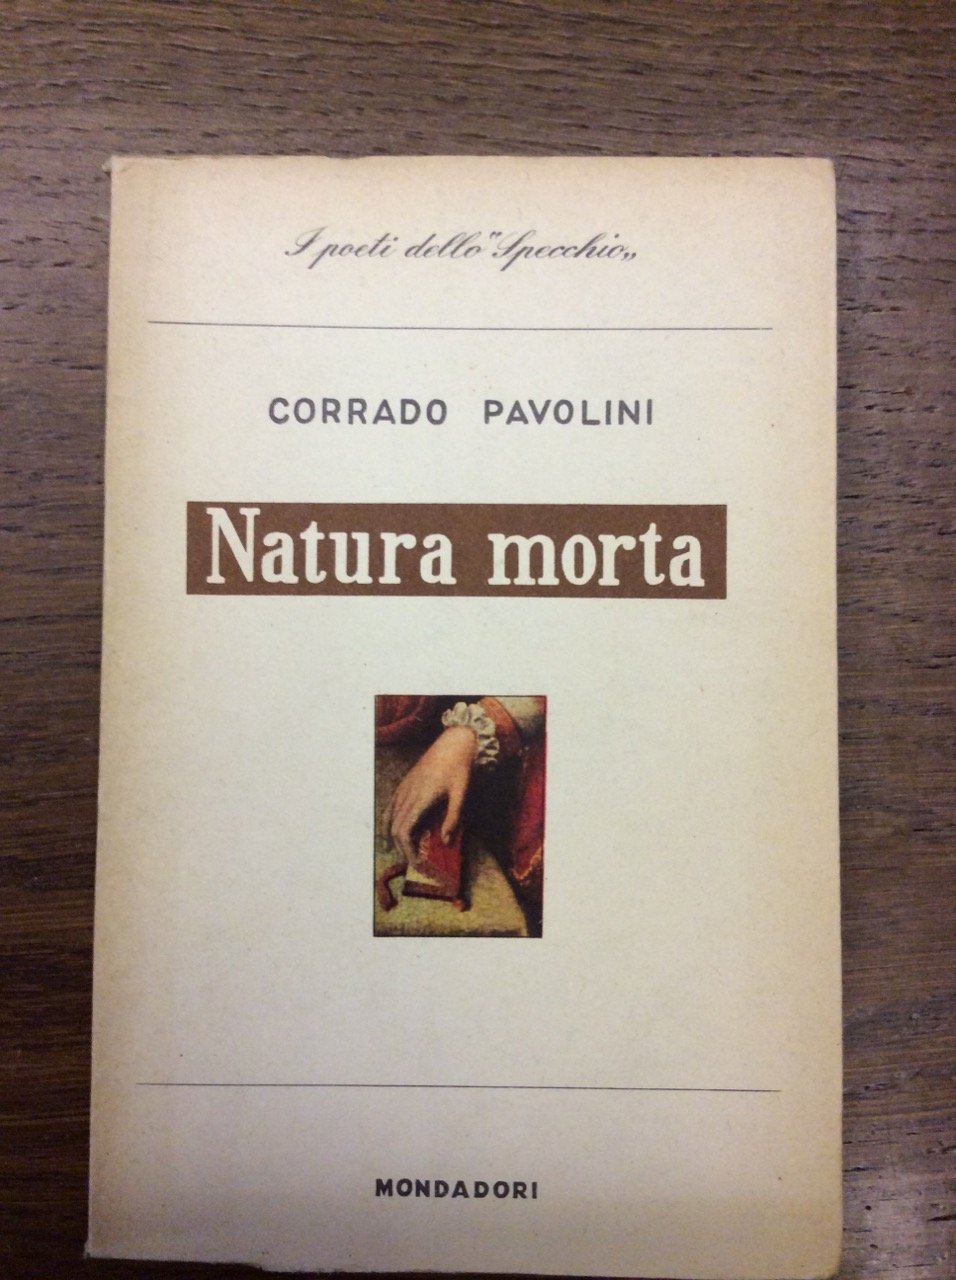 I poeti dello "Specchio„
CORRADO PAVOLINI
Natura morta
MONDADORI